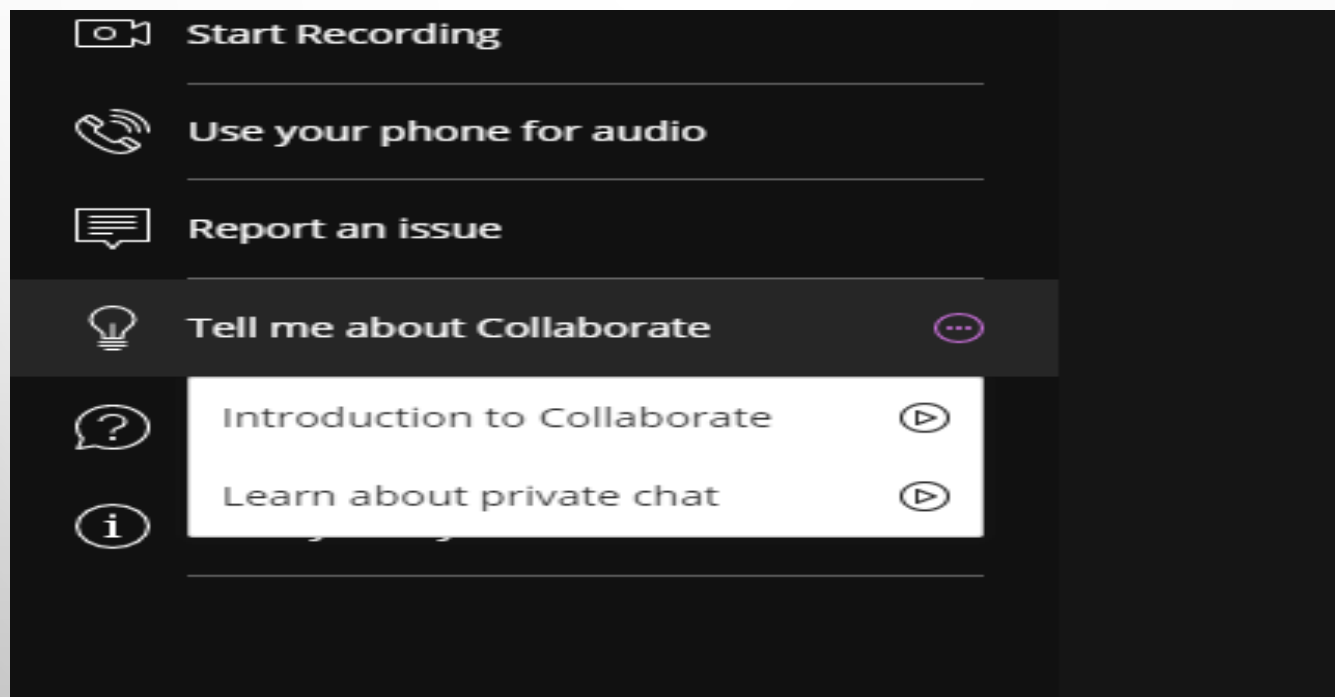 Start Recording
Use your phone for audio
Report an issue
Tell me about Collaborate
Introduction to Collaborate
Learn about private chat